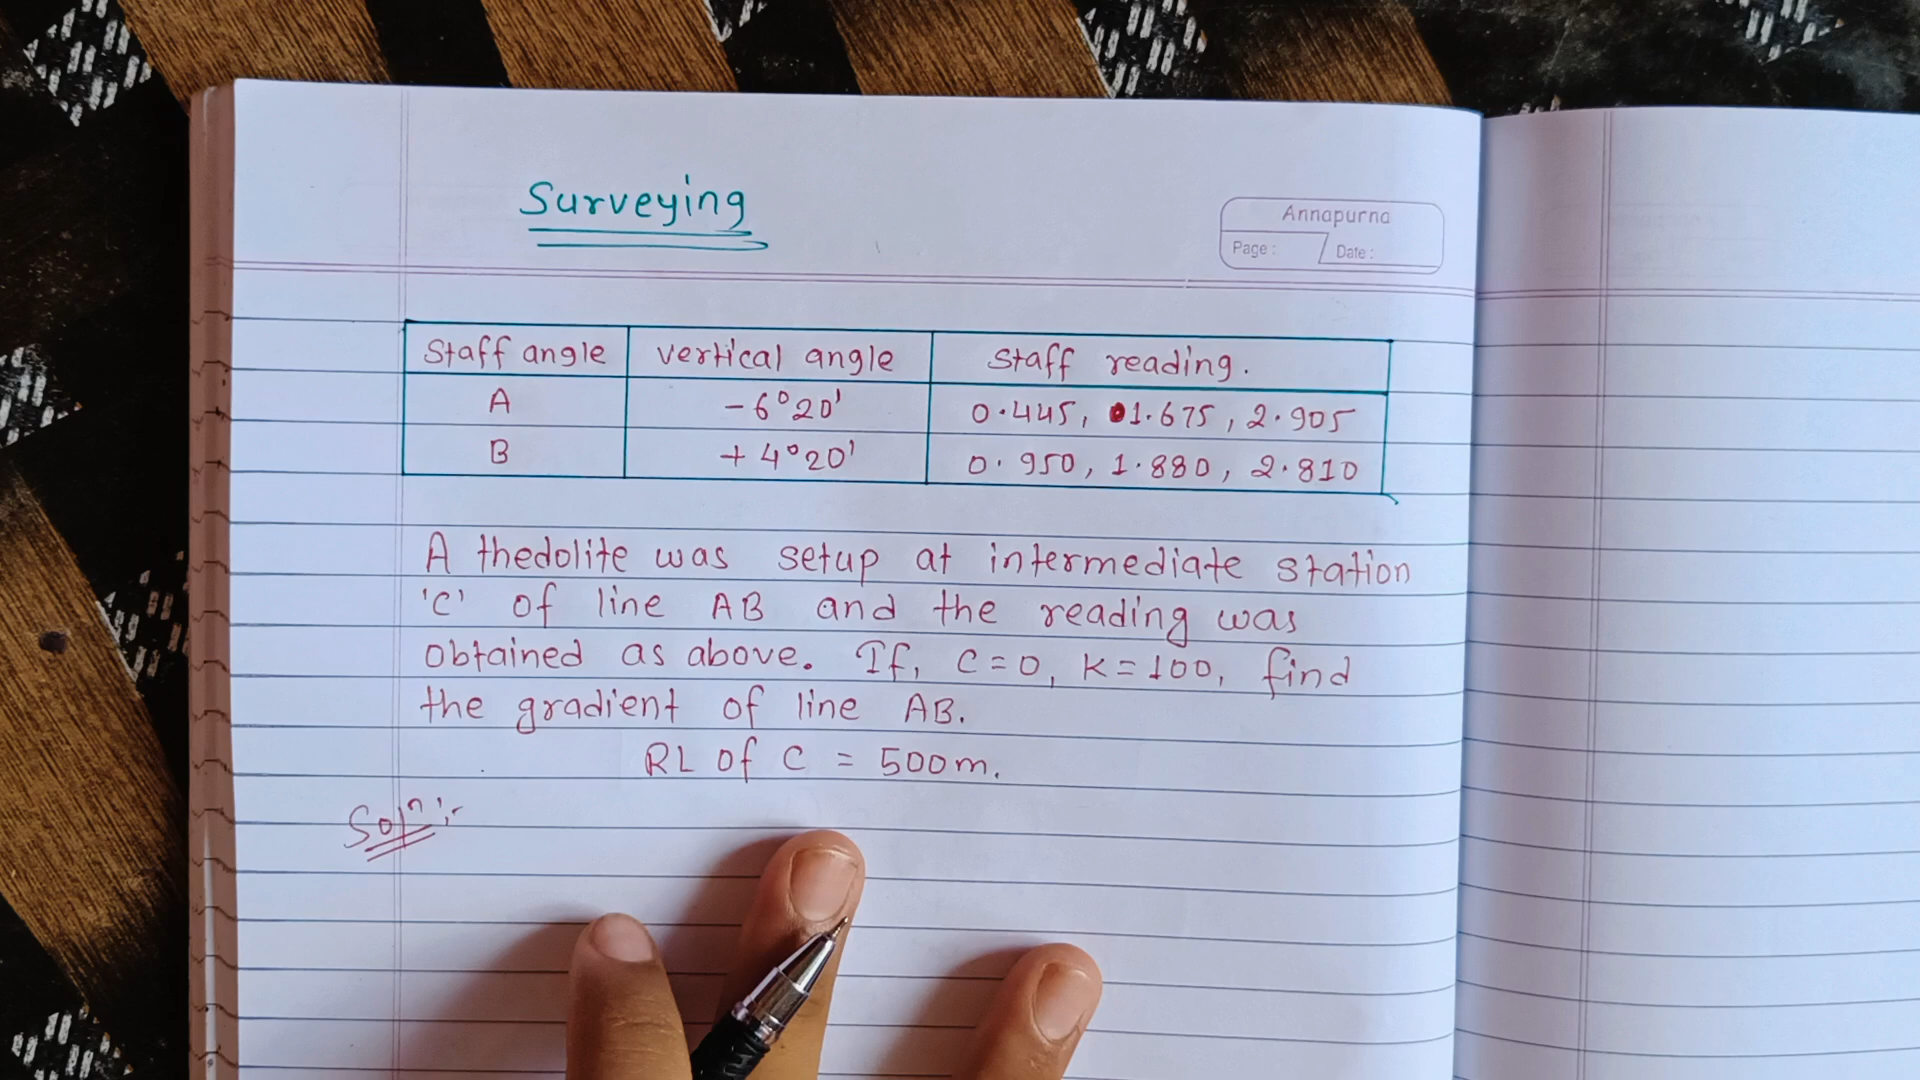 Surveying
Annapurna
Page : Date :
Staff angle vertical angle Staff reading.
A -6°20' 0.445, 1.675, 2.905
B +4°20' 0.950, 1.880, 2.810
A thedolite was setup at intermediate station
'C' of line AB and the reading was
obtained as above. If, C=0, K=100, find
the gradient of line AB.
RL of C = 500m.
Solⁿ:-